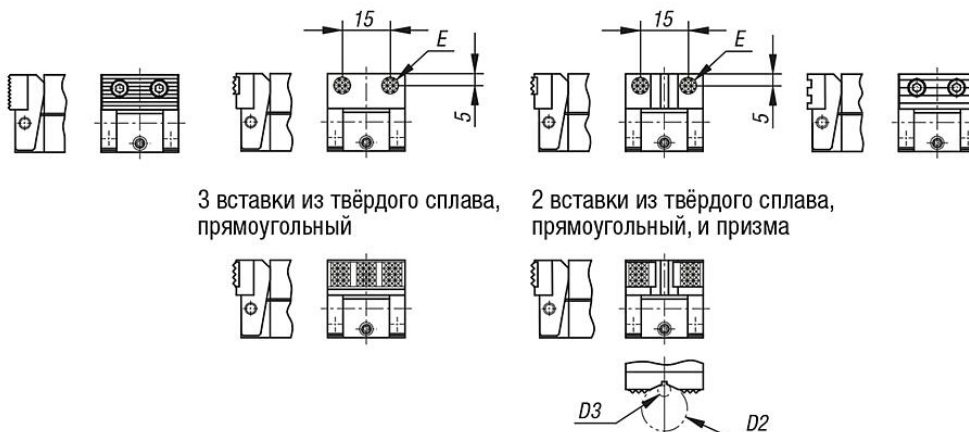 15
E
5
15
E
5
3 вставки из твёрдого сплава,
прямоугольный
2 вставки из твёрдого сплава,
прямоугольный, и призма
D3
D2